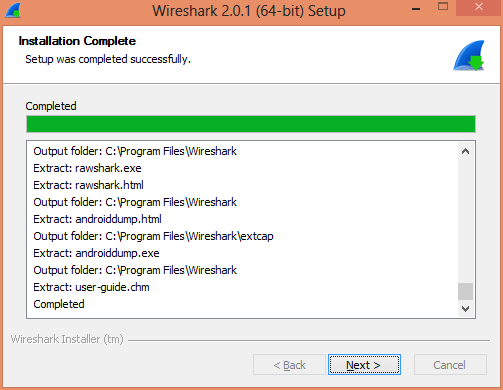 Wireshark 2.0.1 (64-bit) Setup
Installation Complete
Setup was completed successfully.
Completed
Output folder: C:\Program Files\Wireshark
Extract: rawshark.exe
Extract: rawshark.html
Output folder: C:\Program Files\Wireshark
Extract: androiddump.html
Output folder: C:\Program Files\Wireshark\extcap
Extract: androiddump.exe
Output folder: C:\Program Files\Wireshark
Extract: user-guide.chm
Completed
Wireshark Installer (tm)
< Back
Next >
Cancel